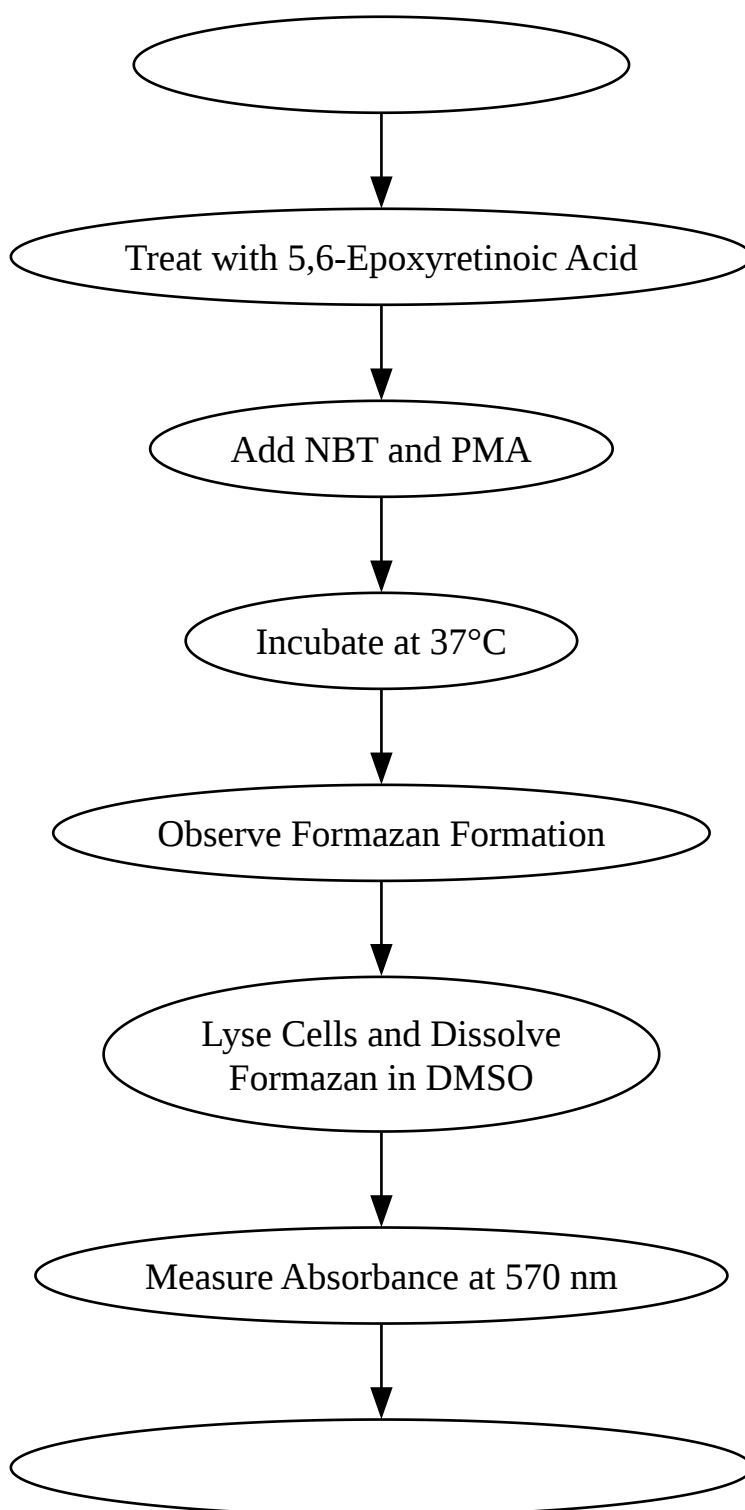 Treat with 5,6-Epoxyretinoic Acid
Add NBT and PMA
Incubate at 37°C
Observe Formazan Formation
Lyse Cells and Dissolve
Formazan in DMSO
Measure Absorbance at 570 nm